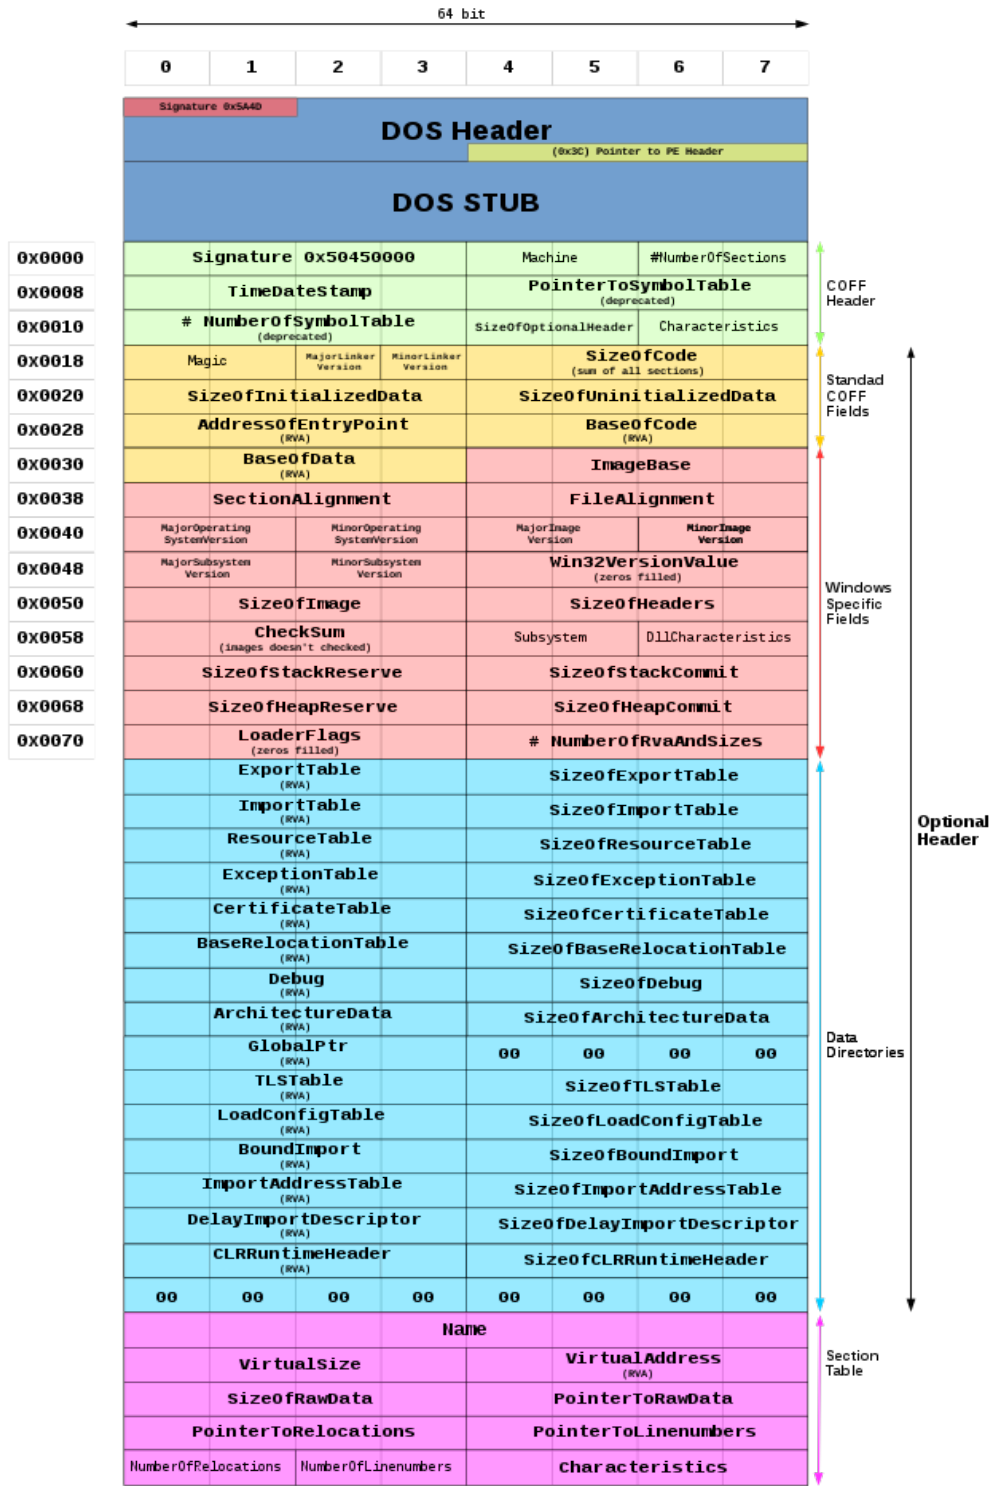 64 bit
0 1 2 3 4 5 6 7
Signature 0x5A4D
DOS Header
(0x3C) Pointer to PE Header
DOS STUB
0x0000 Signature 0x50450000 Machine #NumberOfSections
0x0008 TimeDateStamp PointerToSymbolTable
(deprecated)
COFF
Header
0x0010 # NumberOfSymbolTable
(deprecated)
SizeOfOptionalHeader Characteristics
0x0018 Magic MajorLinker
Version
MinorLinker
Version
SizeOfCode
(sum of all sections)
Standad
COFF
Fields
0x0020 SizeOfInitializedData SizeOfUninitializedData
0x0028 AddressOfEntryPoint
(RVA)
BaseOfCode
(RVA)
0x0030 BaseOfData
(RVA)
ImageBase
0x0038 SectionAlignment FileAlignment
0x0040 MajorOperating
SystemVersion
MinorOperating
SystemVersion
MajorImage
Version
MinorImage
Version
0x0048 MajorSubsystem
Version
MinorSubsystem
Version
Win32VersionValue
(zeros filled)
Windows
Specific
Fields
0x0050 SizeOfImage SizeOfHeaders
0x0058 CheckSum
(images doesn't checked)
Subsystem DllCharacteristics
0x0060 SizeOfStackReserve SizeOfStackCommit
0x0068 SizeOfHeapReserve SizeOfHeapCommit
0x0070 LoaderFlags
(zeros filled)
# NumberOfRvaAndSizes
ExportTable
(RVA)
SizeOfExportTable
ImportTable
(RVA)
SizeOfImportTable
Optional
Header
ResourceTable
(RVA)
SizeOfResourceTable
ExceptionTable
(RVA)
SizeOfExceptionTable
CertificateTable
(RVA)
SizeOfCertificateTable
BaseRelocationTable
(RVA)
SizeOfBaseRelocationTable
Debug
(RVA)
SizeOfDebug
ArchitectureData
(RVA)
SizeOfArchitectureData
Data
Directories
GlobalPtr
(RVA)
00 00 00 00
TLSTable
(RVA)
SizeOfTLSTable
LoadConfigTable
(RVA)
SizeOfLoadConfigTable
BoundImport
(RVA)
SizeOfBoundImport
ImportAddressTable
(RVA)
SizeOfImportAddressTable
DelayImportDescriptor
(RVA)
SizeOfDelayImportDescriptor
CLRRuntimeHeader
(RVA)
SizeOfCLRRuntimeHeader
00 00 00 00 00 00 00 00
Name
VirtualSize VirtualAddress
(RVA)
Section
Table
SizeOfRawData PointerToRawData
PointerToRelocations PointerToLinenumbers
NumberOfRelocations NumberOfLinenumbers Characteristics